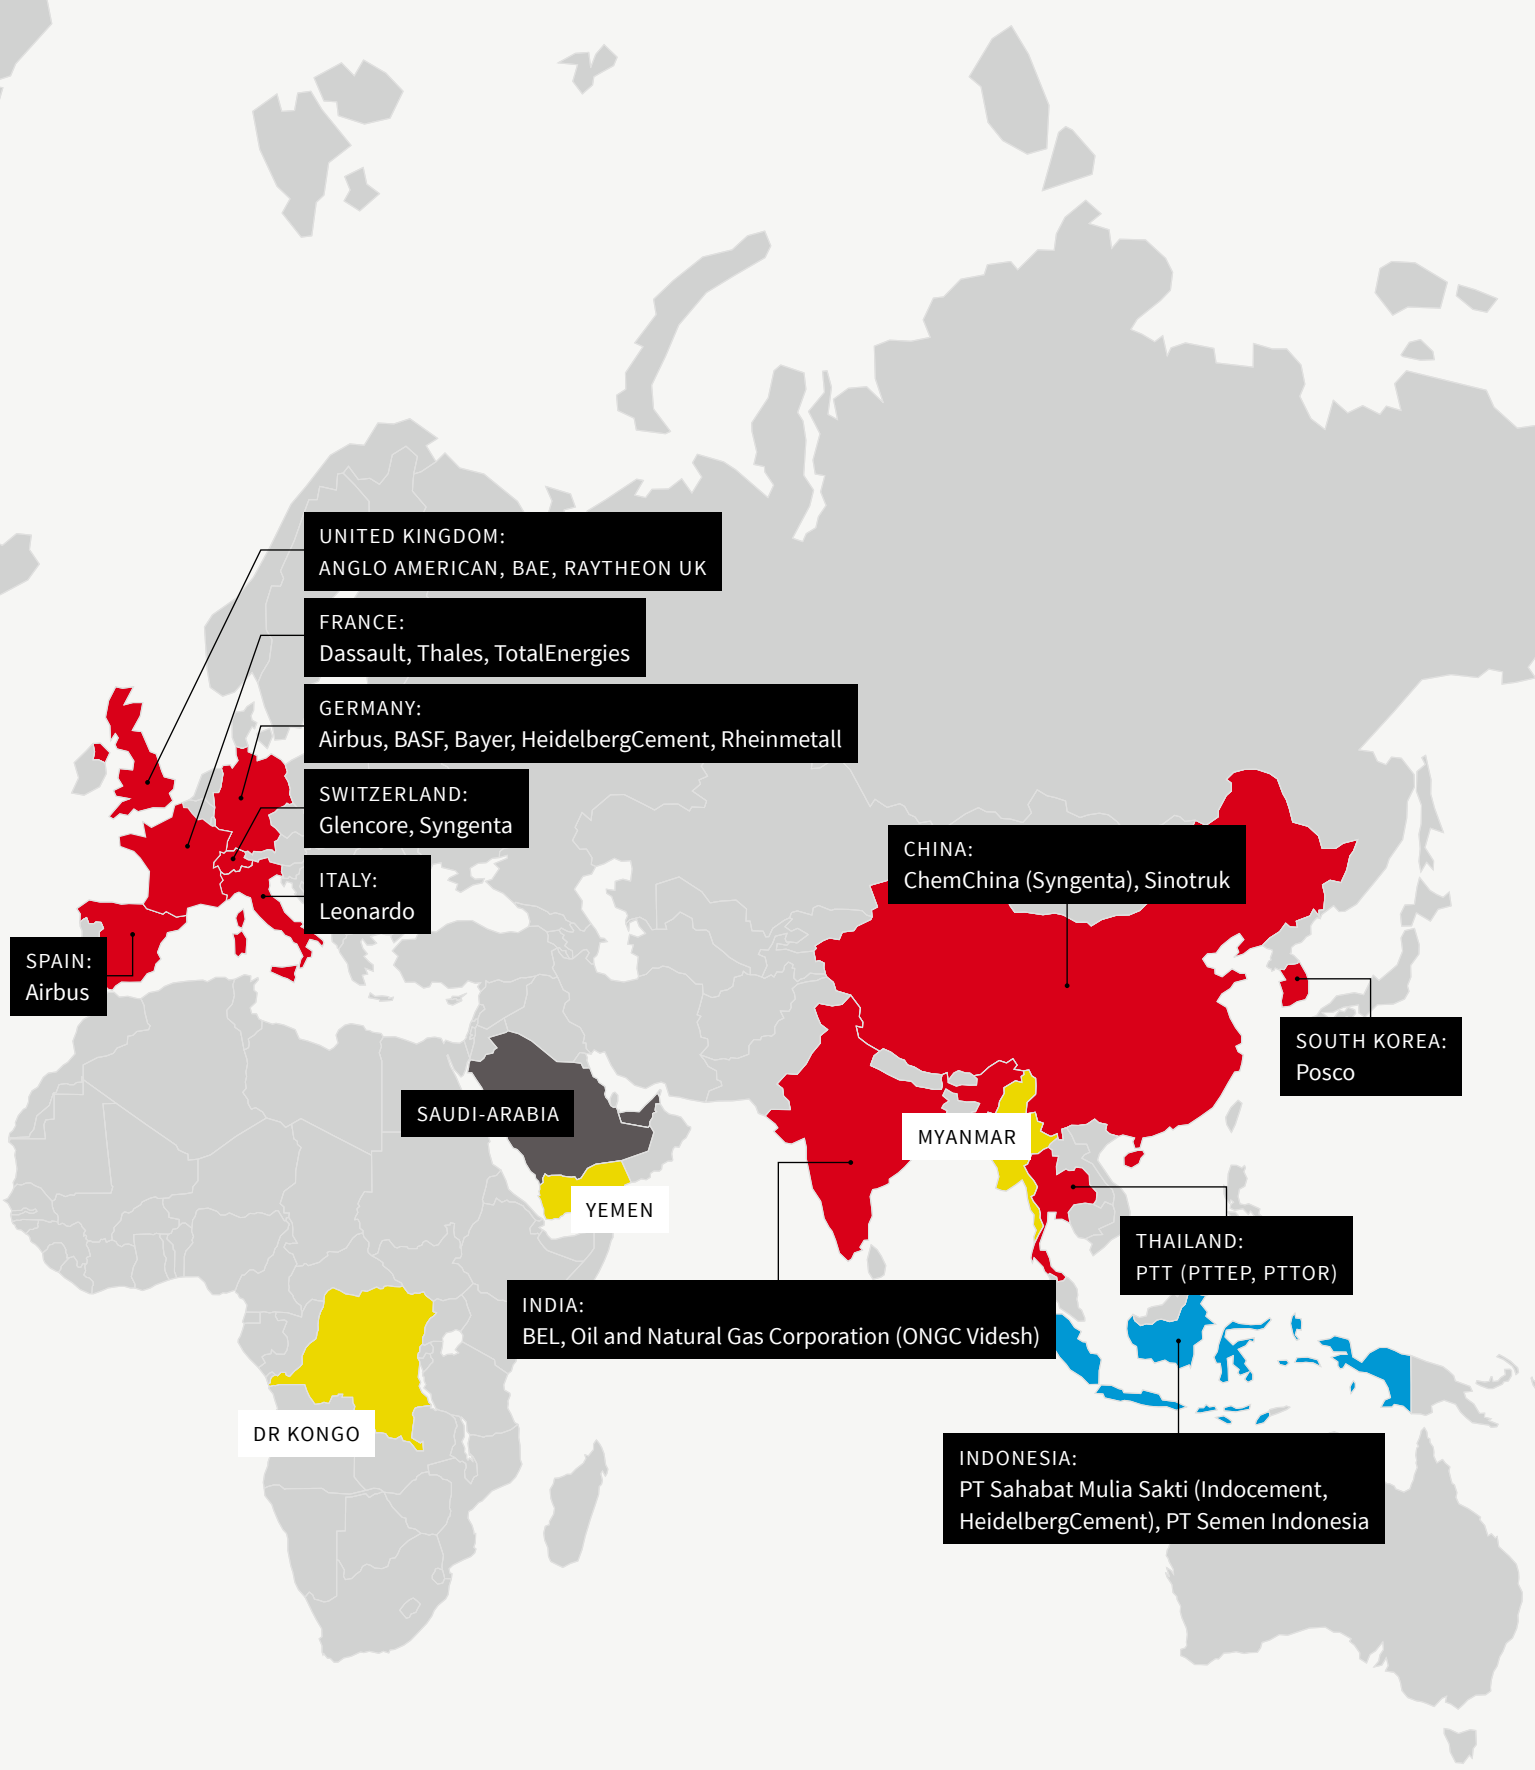 UNITED KINGDOM:
ANGLO AMERICAN, BAE, RAYTHEON UK
FRANCE:
Dassault, Thales, TotalEnergies
GERMANY:
Airbus, BASF, Bayer, HeidelbergCement, Rheinmetall
SWITZERLAND:
Glencore, Syngenta
ITALY:
Leonardo
SPAIN:
Airbus
CHINA:
ChemChina (Syngenta), Sinotruk
SOUTH KOREA:
Posco
SAUDI-ARABIA
MYANMAR
YEMEN
THAILAND:
PTT (PTTEP, PTTOR)
INDIA:
BEL, Oil and Natural Gas Corporation (ONGC Videsh)
DR KONGO
INDONESIA:
PT Sahabat Mulia Sakti (Indocement,
HeidelbergCement), PT Semen Indonesia